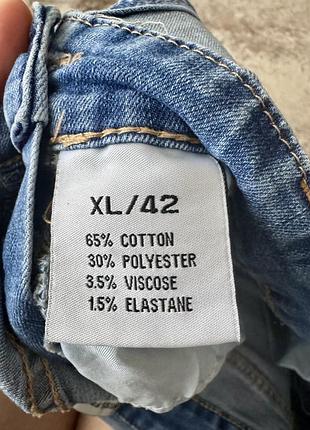 XL/42
65% COTTON
30% POLYESTER
3.5% VISCOSE
1.5% ELASTANE